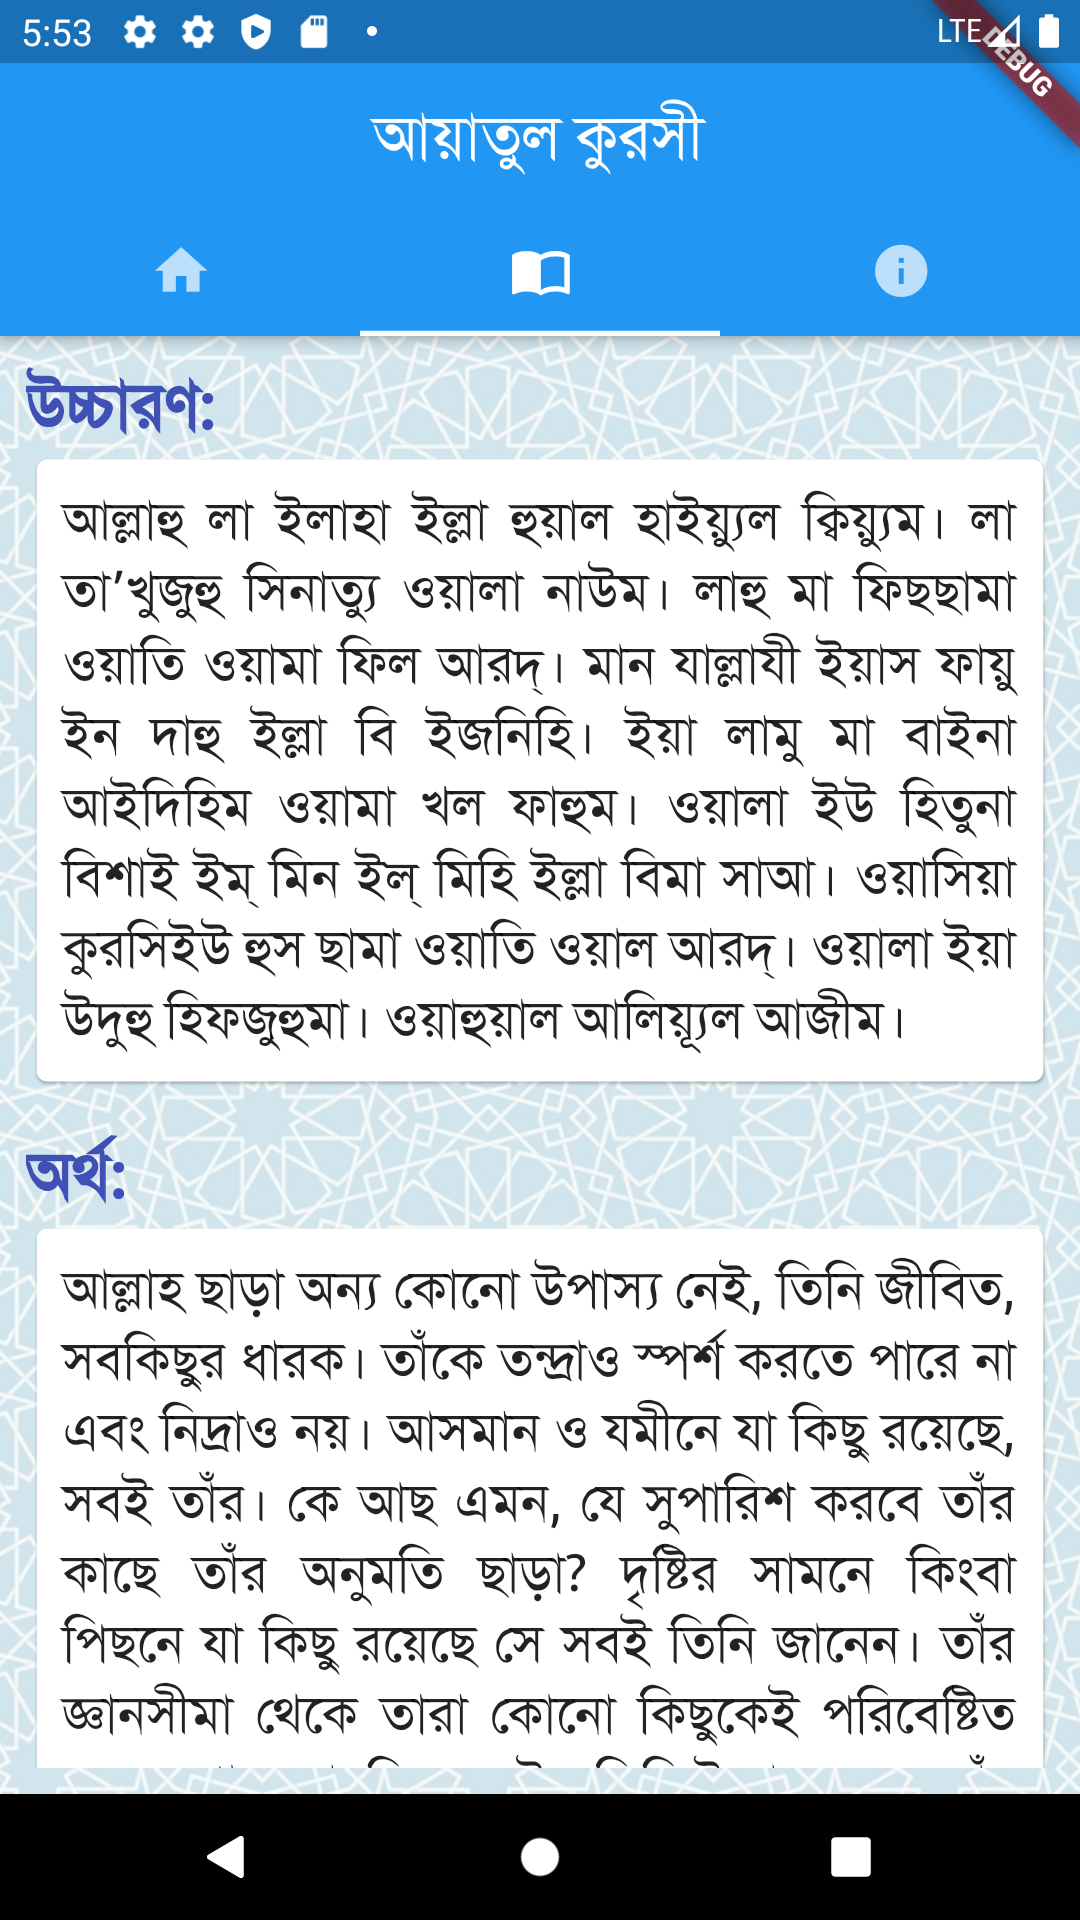 5:53
LTE
DEBUG
আয়াতুল কুরসী
উচ্চারণ:
আল্লাহু লা ইলাহা ইল্লা হুয়াল হাইয়্যুল ক্বিয়্যুম। লা
তা’খুজুহু সিনাত্যু ওয়ালা নাউম। লাহু মা ফিছছামা
ওয়াতি ওয়ামা ফিল আরদ্। মান যাল্লাযী ইয়াস ফায়ু
ইন দাহু ইল্লা বি ইজনিহি। ইয়া লামু মা বাইনা
আইদিহিম ওয়ামা খল ফাহুম। ওয়ালা ইউ হিতুনা
বিশাই ইম্ মিন ইল্ মিহি ইল্লা বিমা সাআ। ওয়াসিয়া
কুরসিইউ হুস ছামা ওয়াতি ওয়াল আরদ্। ওয়ালা ইয়া
উদুহু হিফজুহুমা। ওয়াহুয়াল আলিয়্যূল আজীম।
অর্থ:
আল্লাহ ছাড়া অন্য কোনো উপাস্য নেই, তিনি জীবিত,
সবকিছুর ধারক। তাঁকে তন্দ্রাও স্পর্শ করতে পারে না
এবং নিদ্রাও নয়। আসমান ও যমীনে যা কিছু রয়েছে,
সবই তাঁর। কে আছ এমন, যে সুপারিশ করবে তাঁর
কাছে তাঁর অনুমতি ছাড়া? দৃষ্টির সামনে কিংবা
পিছনে যা কিছু রয়েছে সে সবই তিনি জানেন। তাঁর
জ্ঞানসীমা থেকে তারা কোনো কিছুকেই পরিবেষ্টিত